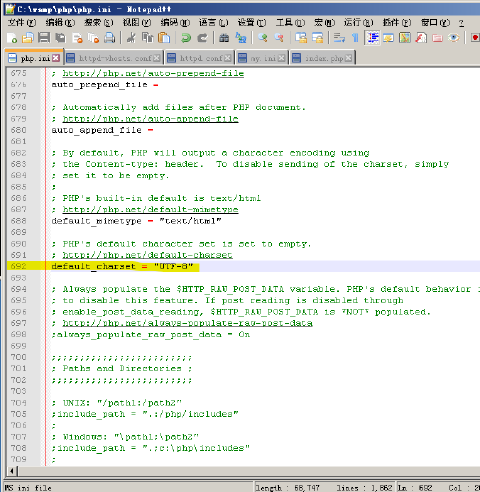 C:\wamp\php\php.ini - Notepad++
文件(F) 编辑(E) 搜索(S) 视图(V) 编码(M) 语言(L) 设置(T) 工具(O) 宏(M) 运行(R) 插件(P) 窗口(W) ?
php.ini httpd-vhosts.conf httpd.conf my.ini index.php
675 ; http://php.net/auto-prepend-file
676 auto_prepend_file =
677
678 ; Automatically add files after PHP document.
679 ; http://php.net/auto-append-file
680 auto_append_file =
681
682 ; By default, PHP will output a character encoding using
683 ; the Content-type: header.  To disable sending of the charset, simply
684 ; set it to be empty.
685 ;
686 ; PHP's built-in default is text/html
687 ; http://php.net/default-mimetype
688 default_mimetype = "text/html"
689
690 ; PHP's default character set is set to empty.
691 ; http://php.net/default-charset
692 default_charset = "UTF-8"
693
694 ; Always populate the $HTTP_RAW_POST_DATA variable. PHP's default behavior i
695 ; to disable this feature. If post reading is disabled through
696 ; enable_post_data_reading, $HTTP_RAW_POST_DATA is *NOT* populated.
697 ; http://php.net/always-populate-raw-post-data
698 ;always_populate_raw_post_data = On
699
700 ;;;;;;;;;;;;;;;;;;;;;;;;;
701 ; Paths and Directories ;
702 ;;;;;;;;;;;;;;;;;;;;;;;;;
703
704 ; UNIX: "/path1:/path2"
705 ;include_path = ".:/php/includes"
706 ;
707 ; Windows: "\path1;\path2"
708 ;include_path = ".;c:\php\includes"
709 ;
MS ini file length : 68,747 lines : 1,862 Ln : 692 Col : 2